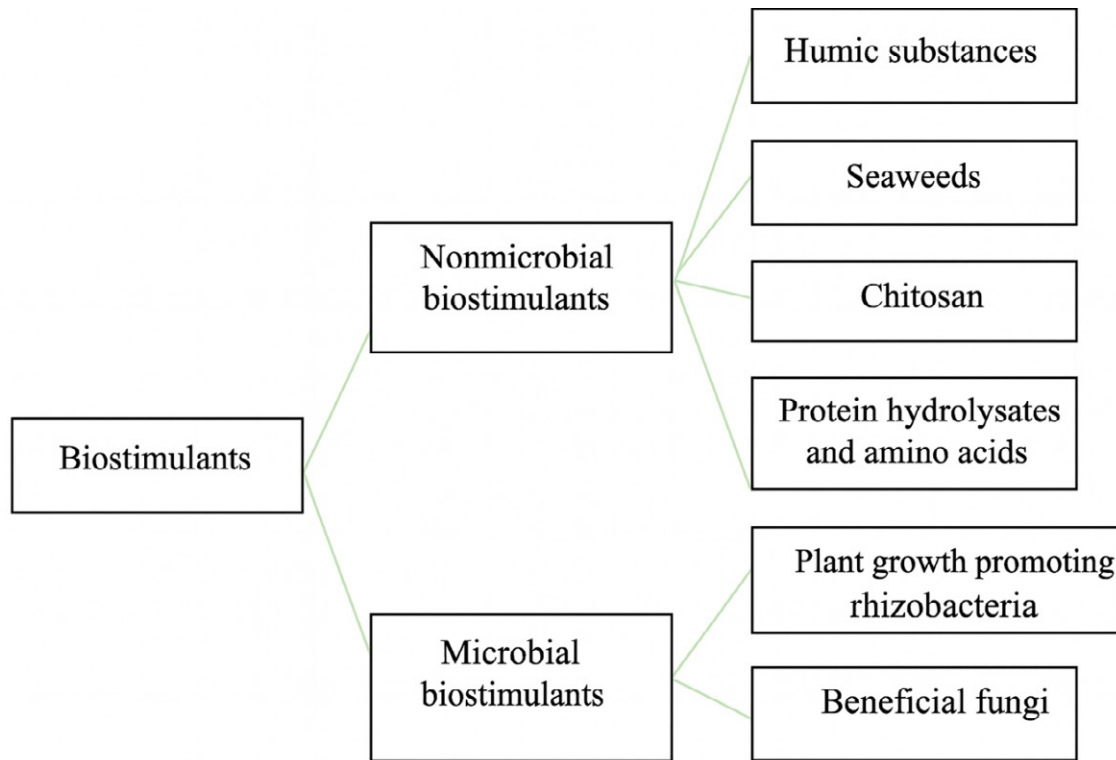 Humic substances
Seaweeds
Nonmicrobial
biostimulants
Chitosan
Protein hydrolysates
and amino acids
Biostimulants
Plant growth promoting
rhizobacteria
Microbial
biostimulants
Beneficial fungi